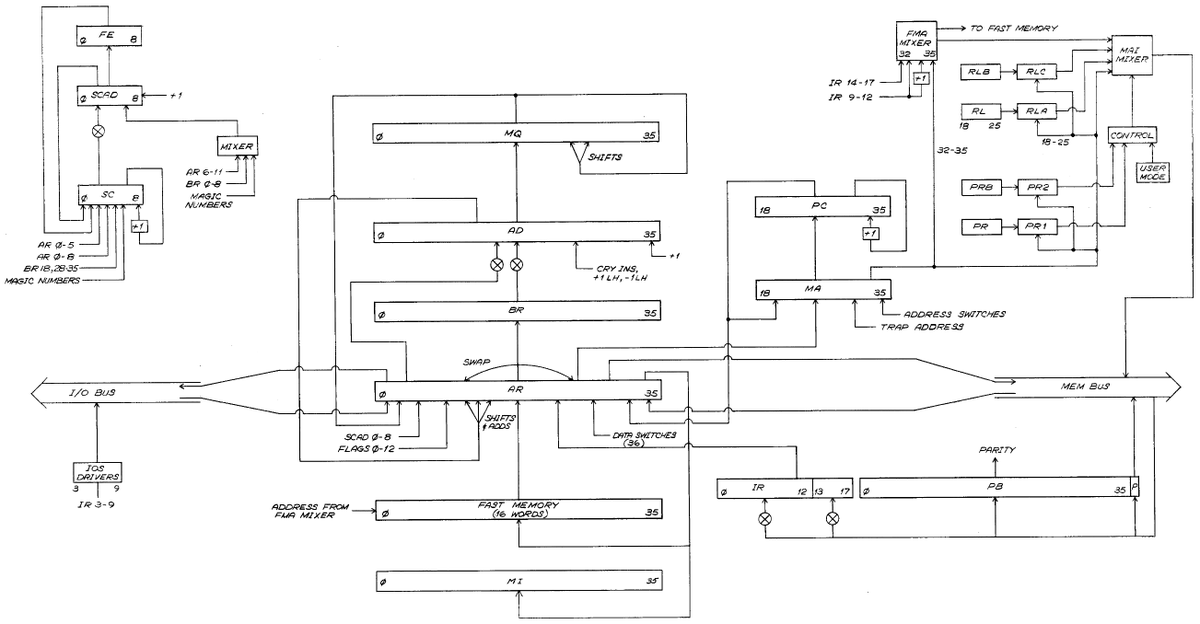 FE
Ø 8
SCAD
Ø 8
+1
MIXER
AR 6-11
BR Ø-8
MAGIC
NUMBERS
SC
Ø 8
+1
AR Ø-5
AR Ø-8
BR 18,28-35
MAGIC NUMBERS
MQ
Ø 35
SHIFTS
AD
Ø 35
CRY INS,
+1 LH, -1 LH
+1
BR
Ø 35
SWAP
AR
Ø 35
SHIFTS
& ADDS
SCAD Ø-8
FLAGS Ø-12
DATA SWITCHES
(36)
I/O BUS
IOS
DRIVERS
3 9
IR 3-9
ADDRESS FROM
FMA MIXER
FAST MEMORY
(16 WORDS)
Ø 35
MI
Ø 35
FMA
MIXER
32 35
TO FAST MEMORY
IR 14-17
IR 9-12
+1
32-35
MAI
MIXER
RLB
RLC
RL
RLA
18 25
18-25
CONTROL
USER
MODE
PRB
PR2
PR
PR1
PC
18 35
+1
MA
18 35
ADDRESS SWITCHES
TRAP ADDRESS
MEM BUS
PARITY
IR
Ø 12 13 17
PB
Ø 35 P